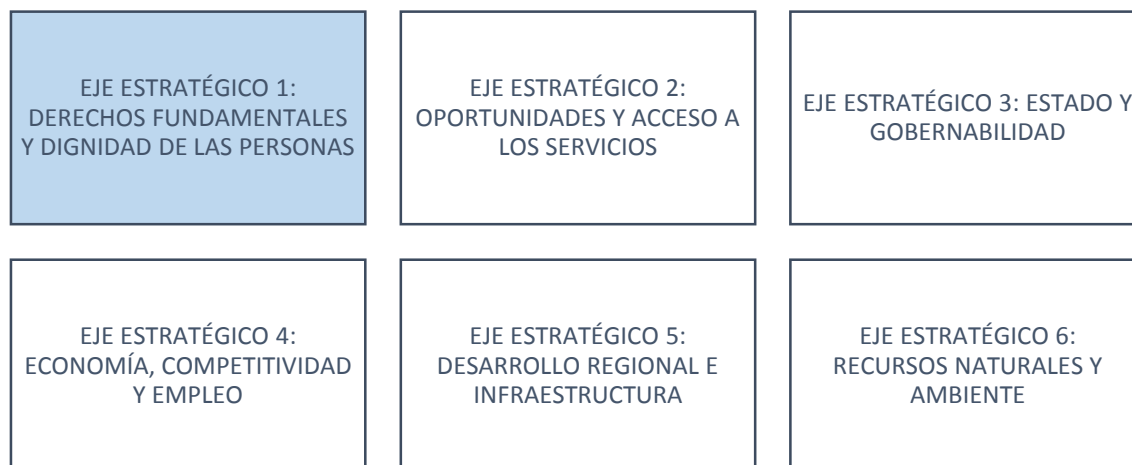 EJE ESTRATÉGICO 1:
DERECHOS FUNDAMENTALES
Y DIGNIDAD DE LAS PERSONAS
EJE ESTRATÉGICO 2:
OPORTUNIDADES Y ACCESO A
LOS SERVICIOS
EJE ESTRATÉGICO 3: ESTADO Y
GOBERNABILIDAD
EJE ESTRATÉGICO 4:
ECONOMÍA, COMPETITIVIDAD
Y EMPLEO
EJE ESTRATÉGICO 5:
DESARROLLO REGIONAL E
INFRAESTRUCTURA
EJE ESTRATÉGICO 6:
RECURSOS NATURALES Y
AMBIENTE